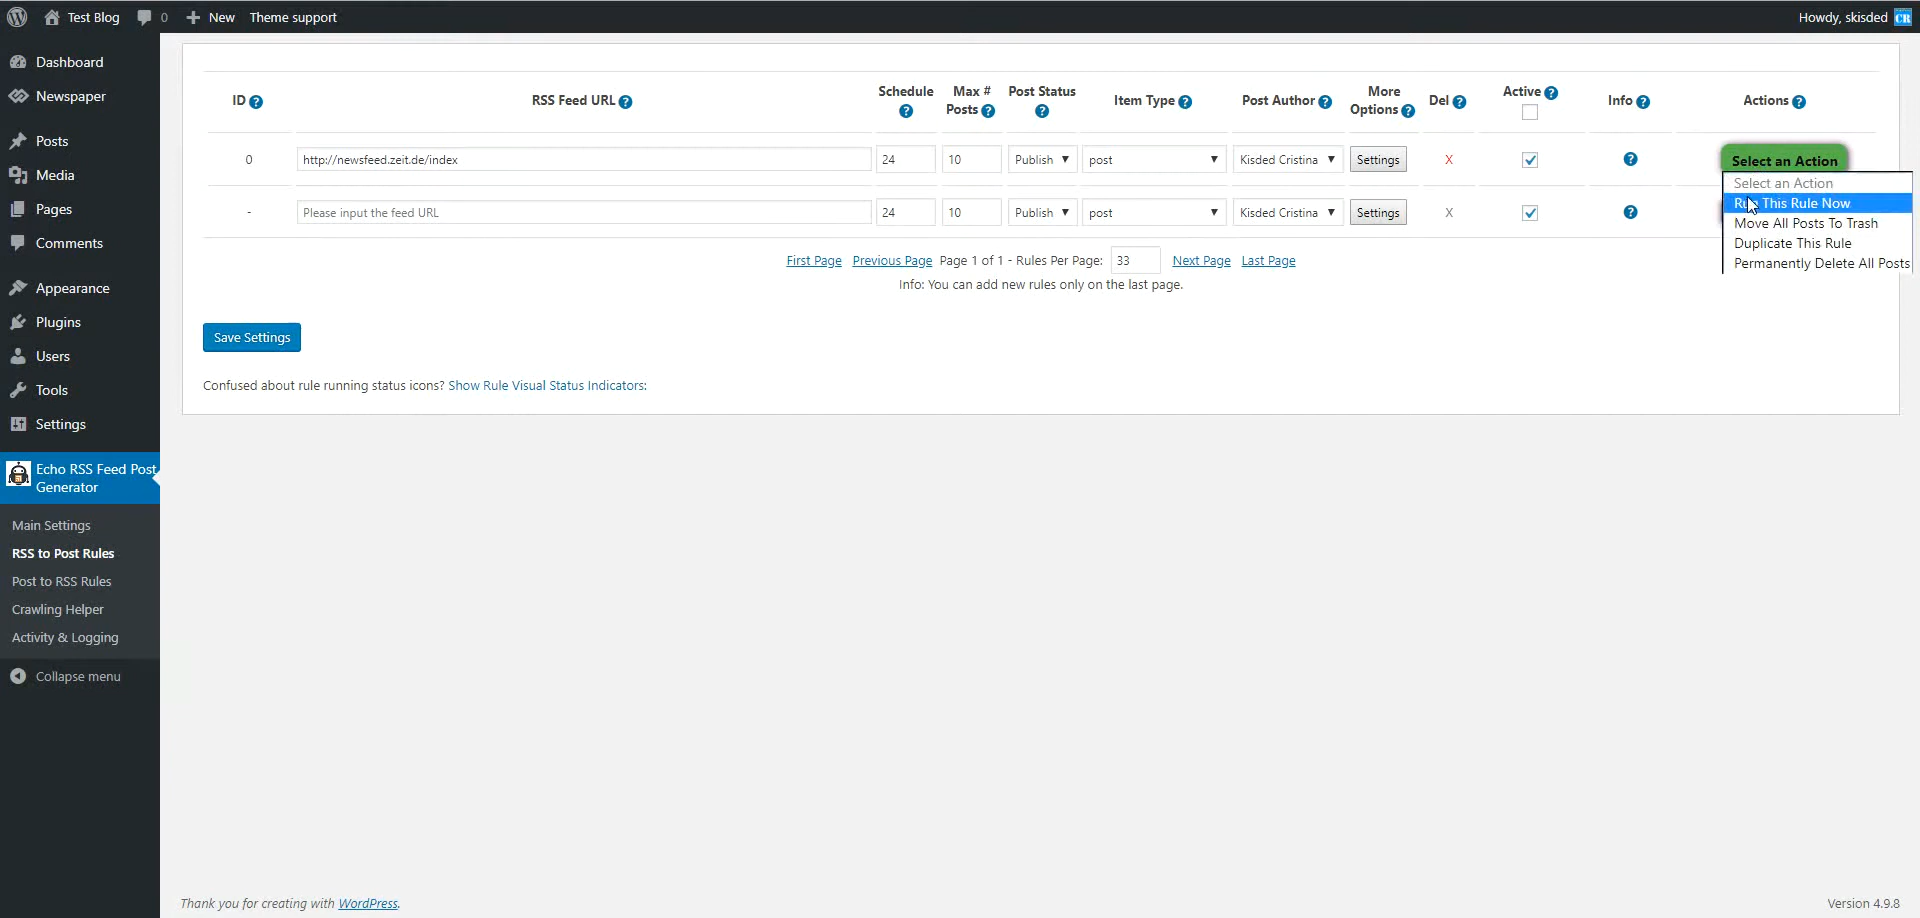 Test Blog 0 New Theme support Howdy, skisded
Dashboard
Newspaper
Posts
Media
Pages
Comments
Appearance
Plugins
Users
Tools
Settings
Echo RSS Feed Post
Generator
Main Settings
RSS to Post Rules
Post to RSS Rules
Crawling Helper
Activity & Logging
Collapse menu
ID RSS Feed URL Schedule Max # Posts Post Status Item Type Post Author More Options Del Active Info Actions
0 http://newsfeed.zeit.de/index 24 10 Publish post Kisded Cristina Settings X Select an Action
- Please input the feed URL 24 10 Publish post Kisded Cristina Settings X
Select an Action
Run This Rule Now
Move All Posts To Trash
Duplicate This Rule
Permanently Delete All Posts
First Page Previous Page Page 1 of 1 - Rules Per Page: 33 Next Page Last Page
Info: You can add new rules only on the last page.
Save Settings
Confused about rule running status icons? Show Rule Visual Status Indicators:
Thank you for creating with WordPress.
Version 4.9.8